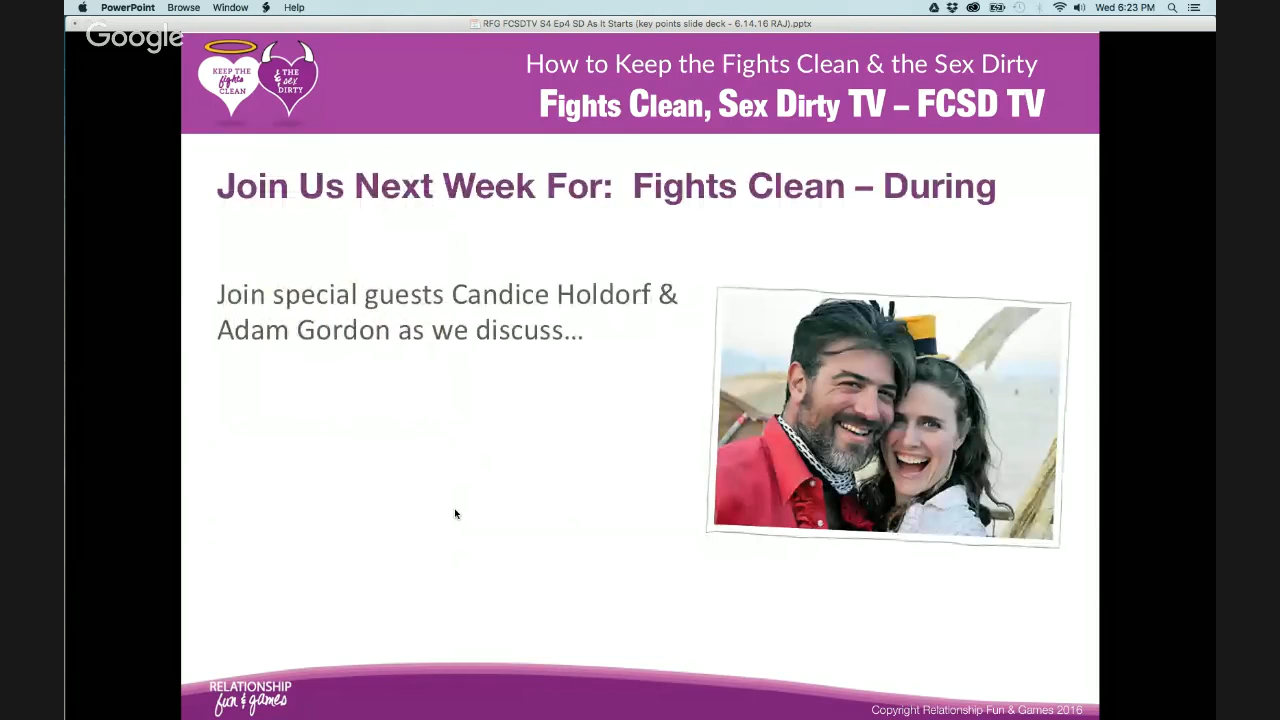 PowerPoint Browse Window Help Wed 6:23 PM
RFG FCSDTV S4 Ep4 SD As It Starts (key points slide deck - 6.14.16 RAJ).pptx
Google
KEEP THE
fights
CLEAN
& THE
sex
DIRTY
How to Keep the Fights Clean & the Sex Dirty
Fights Clean, Sex Dirty TV – FCSD TV
Join Us Next Week For: Fights Clean – During
Join special guests Candice Holdorf &
Adam Gordon as we discuss…
RELATIONSHIP
fun & games
Copyright Relationship Fun & Games 2016